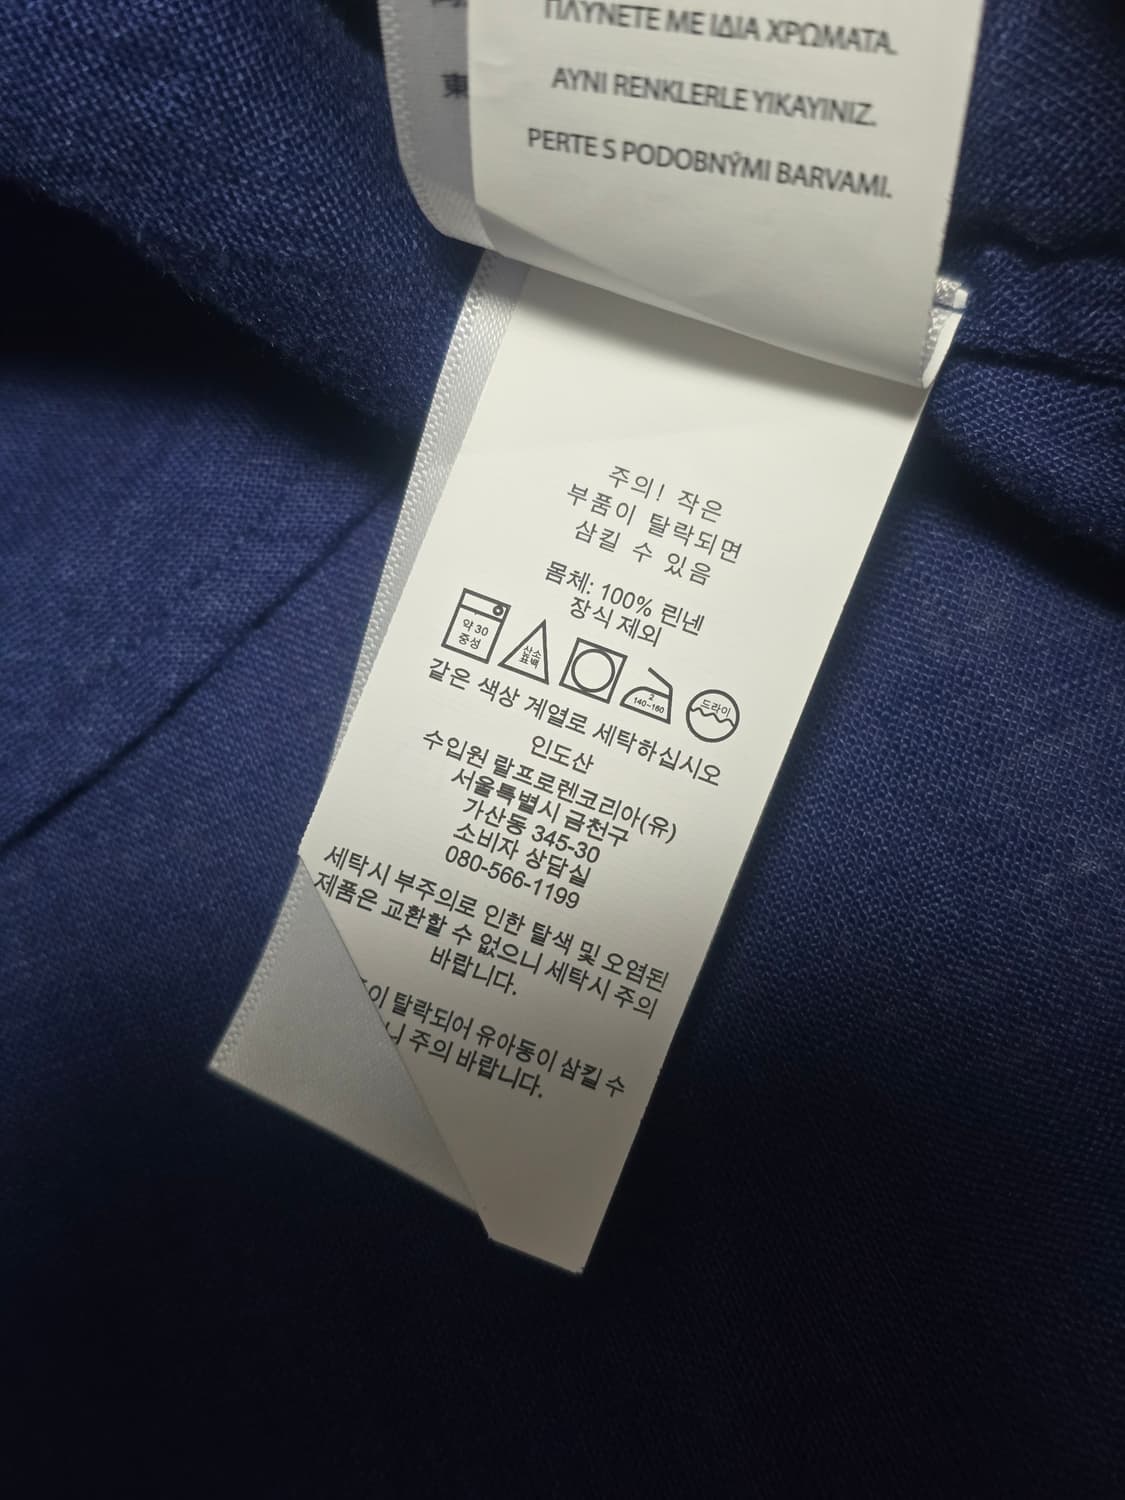 ΠΛΥΝΕΤΕ ΜΕ ΙΔΙΑ ΧΡΩΜΑΤΑ.
AYNI RENKLERLE YIKAYINIZ.
PERTE S PODOBNÝMI BARVAMI.
東
주의! 작은
부품이 탈락되면
삼킬 수 있음
몸체: 100% 린넨
장식 제외
약 30
중성
산소
표백
2
140~160
드라이
같은 색상 계열로 세탁하십시오
인도산
수입원 랄프로렌코리아(유)
서울특별시 금천구
가산동 345-30
소비자 상담실
080-566-1199
세탁시 부주의로 인한 탈색 및 오염된
제품은 교환할 수 없으니 세탁시 주의
바랍니다.
이 탈락되어 유아동이 삼킬 수
니 주의 바랍니다.